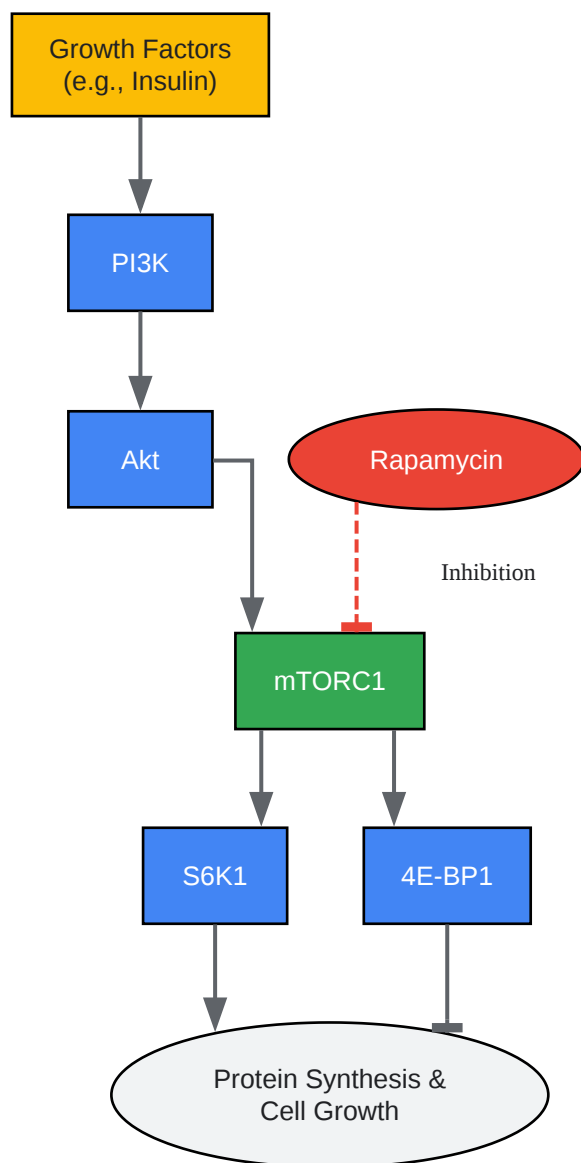 Growth Factors
(e.g., Insulin)
PI3K
Akt
Rapamycin
Inhibition
mTORC1
S6K1
4E-BP1
Protein Synthesis &
Cell Growth